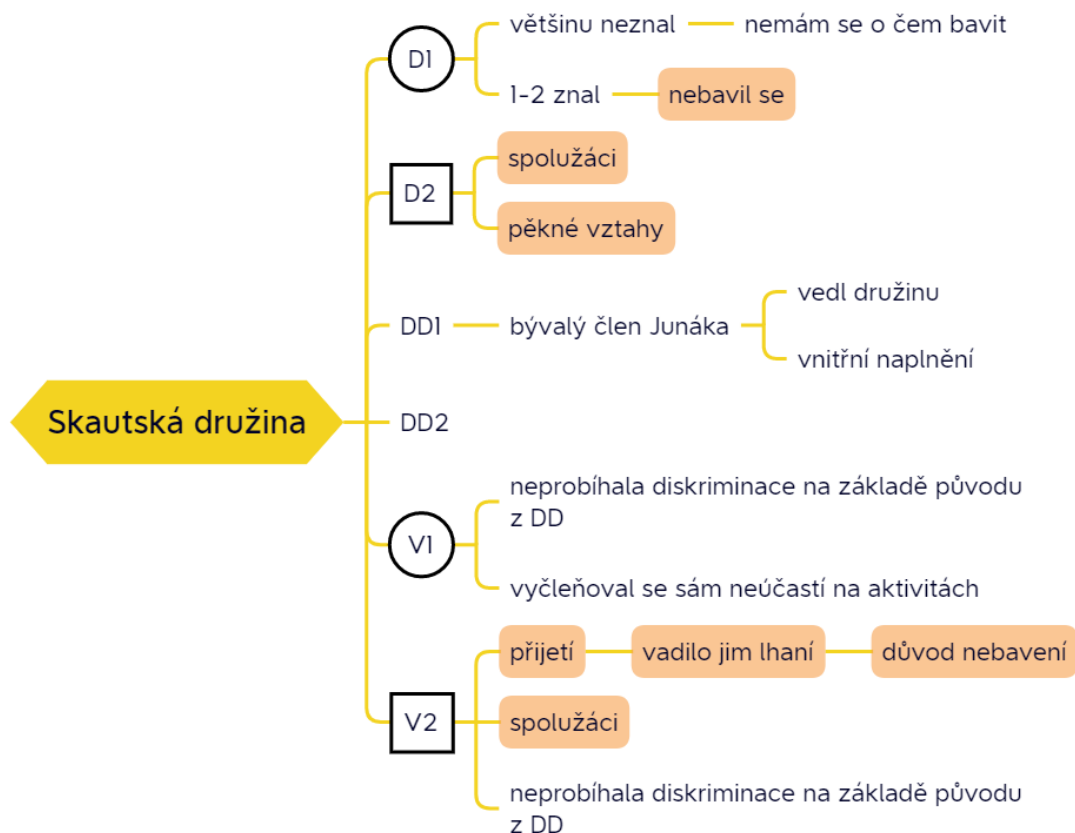 Skautská družina
D1
většinu neznal
nemám se o čem bavit
1-2 znal
nebavil se
D2
spolužáci
pěkné vztahy
DD1
bývalý člen Junáka
vedl družinu
vnitřní naplnění
DD2
V1
neprobíhala diskriminace na základě původu
z DD
vyčleňoval se sám neúčastí na aktivitách
V2
přijetí
vadilo jim lhaní
důvod nebavení
spolužáci
neprobíhala diskriminace na základě původu
z DD